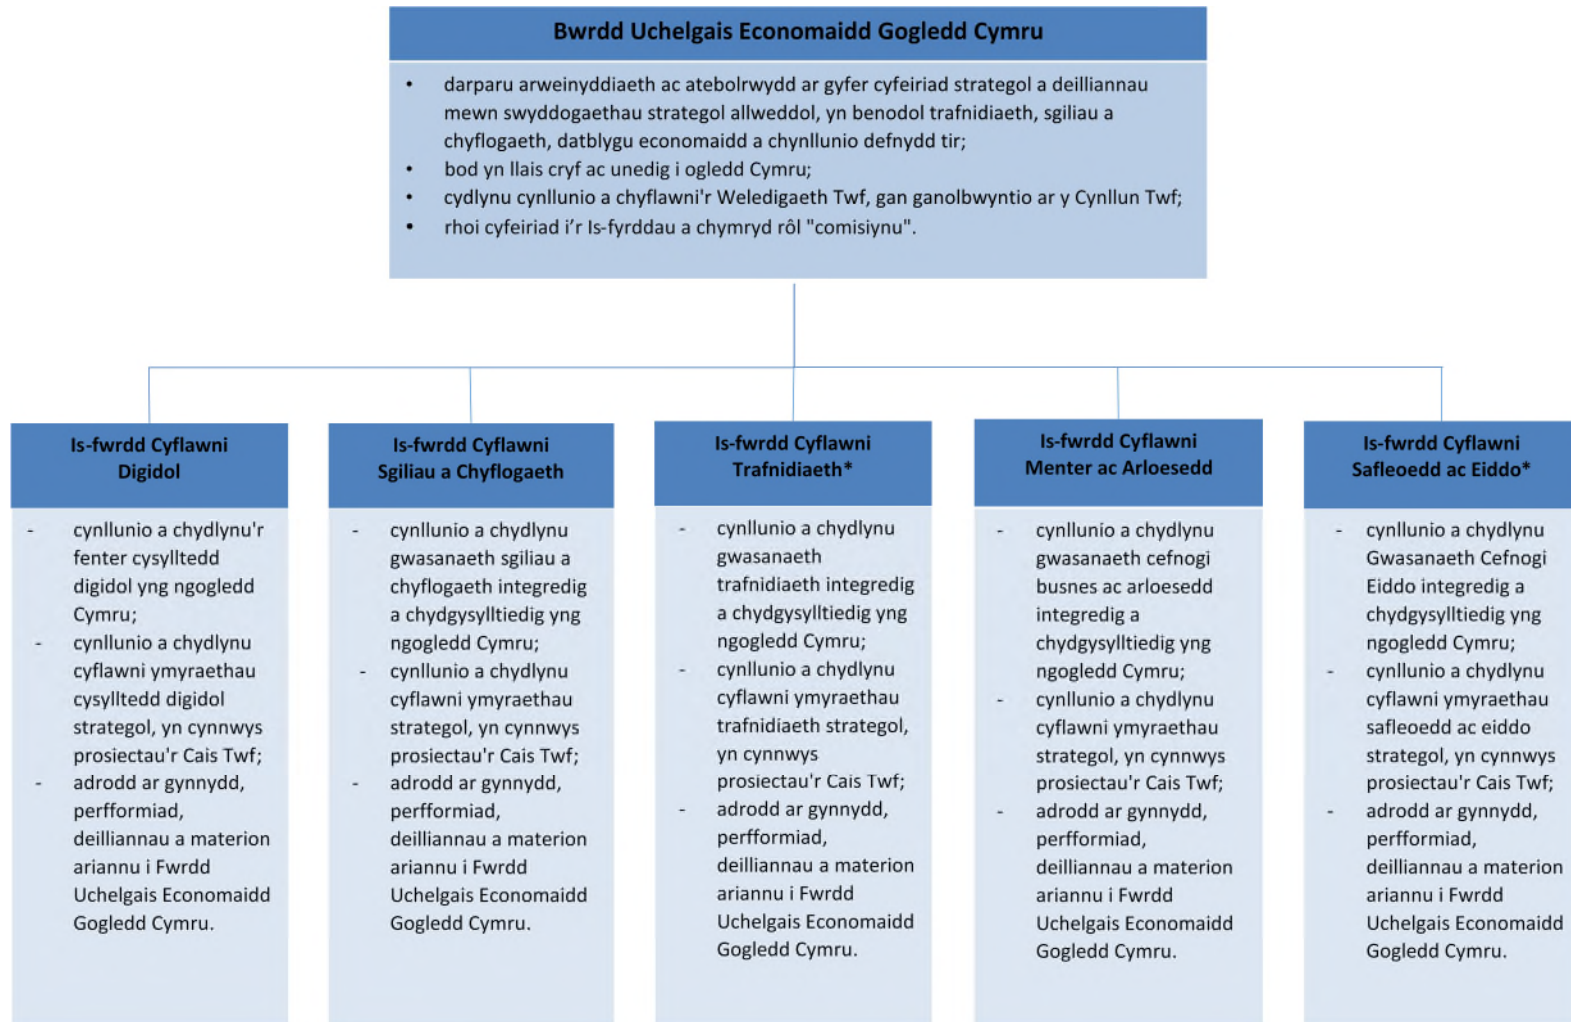 Bwrdd Uchelgais Economaidd Gogledd Cymru
• darparu arweinyddiaeth ac atebolrwydd ar gyfer cyfeiriad strategol a deilliannau
mewn swyddogaethau strategol allweddol, yn benodol trafnidiaeth, sgiliau a
chyflogaeth, datblygu economaidd a chynllunio defnydd tir;
• bod yn llais cryf ac unedig i ogledd Cymru;
• cydlynu cynllunio a chyflawni'r Weledigaeth Twf, gan ganolbwyntio ar y Cynllun Twf;
• rhoi cyfeiriad i'r Is-fyrddau a chymryd rôl "comisiynu".
Is-fwrdd Cyflawni
Digidol
- cynllunio a chydlynu'r
fenter cysylltedd
digidol yng ngogledd
Cymru;
- cynllunio a chydlynu
cyflawni ymyraethau
cysylltedd digidol
strategol, yn cynnwys
prosiectau'r Cais Twf;
- adrodd ar gynnydd,
perfformiad,
deilliannau a materion
ariannu i Fwrdd
Uchelgais Economaidd
Gogledd Cymru.
Is-fwrdd Cyflawni
Sgiliau a Chyflogaeth
- cynllunio a chydlynu
gwasanaeth sgiliau a
chyflogaeth integredig
a chydgysylltiedig yng
ngogledd Cymru;
- cynllunio a chydlynu
cyflawni ymyraethau
strategol, yn cynnwys
prosiectau'r Cais Twf;
- adrodd ar gynnydd,
perfformiad,
deilliannau a materion
ariannu i Fwrdd
Uchelgais Economaidd
Gogledd Cymru.
Is-fwrdd Cyflawni
Trafnidiaeth*
- cynllunio a chydlynu
gwasanaeth
trafnidiaeth integredig
a chydgysylltiedig yng
ngogledd Cymru;
- cynllunio a chydlynu
cyflawni ymyraethau
trafnidiaeth strategol,
yn cynnwys
prosiectau'r Cais Twf;
- adrodd ar gynnydd,
perfformiad,
deilliannau a materion
ariannu i Fwrdd
Uchelgais Economaidd
Gogledd Cymru.
Is-fwrdd Cyflawni
Menter ac Arloesedd
- cynllunio a chydlynu
gwasanaeth cefnogi
busnes ac arloesedd
integredig a
chydgysylltiedig yng
ngogledd Cymru;
- cynllunio a chydlynu
cyflawni ymyraethau
strategol, yn cynnwys
prosiectau'r Cais Twf;
- adrodd ar gynnydd,
perfformiad,
deilliannau a materion
ariannu i Fwrdd
Uchelgais Economaidd
Gogledd Cymru.
Is-fwrdd Cyflawni
Safleoedd ac Eiddo*
- cynllunio a chydlynu
Gwasanaeth Cefnogi
Eiddo integredig a
chydgysylltiedig yng
ngogledd Cymru;
- cynllunio a chydlynu
cyflawni ymyraethau
safleoedd ac eiddo
strategol, yn cynnwys
prosiectau'r Cais Twf;
- adrodd ar gynnydd,
perfformiad,
deilliannau a materion
ariannu i Fwrdd
Uchelgais Economaidd
Gogledd Cymru.